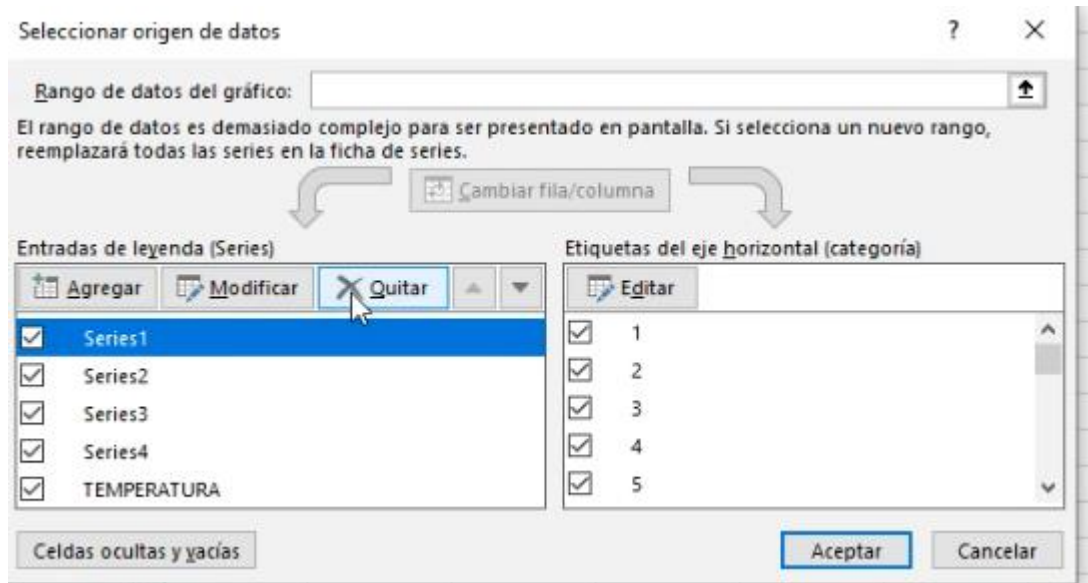 Seleccionar origen de datos ?
Rango de datos del gráfico:
El rango de datos es demasiado complejo para ser presentado en pantalla. Si selecciona un nuevo rango,
reemplazará todas las series en la ficha de series.
Cambiar fila/columna
Entradas de leyenda (Series)
Agregar Modificar Quitar
Series1
Series2
Series3
Series4
TEMPERATURA
Etiquetas del eje horizontal (categoría)
Editar
1
2
3
4
5
Celdas ocultas y vacías
Aceptar Cancelar